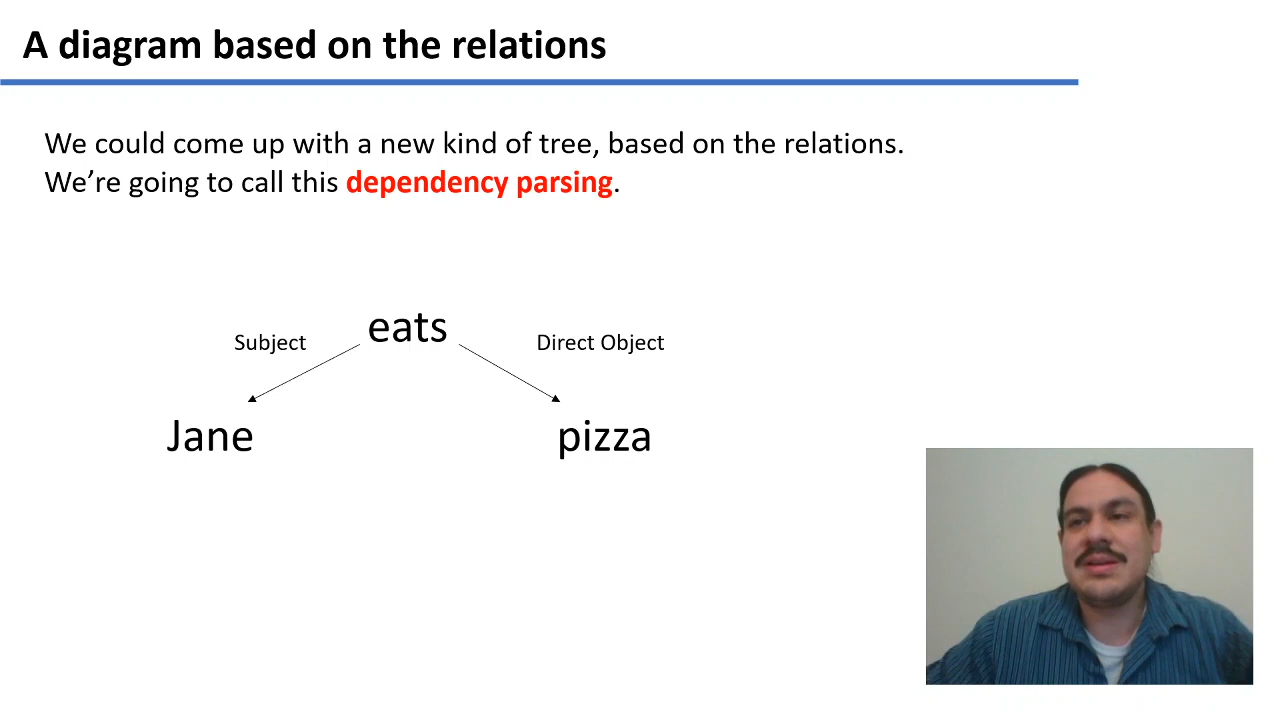 A diagram based on the relations
We could come up with a new kind of tree, based on the relations.
We’re going to call this dependency parsing.
eats
Subject
Direct Object
Jane
pizza